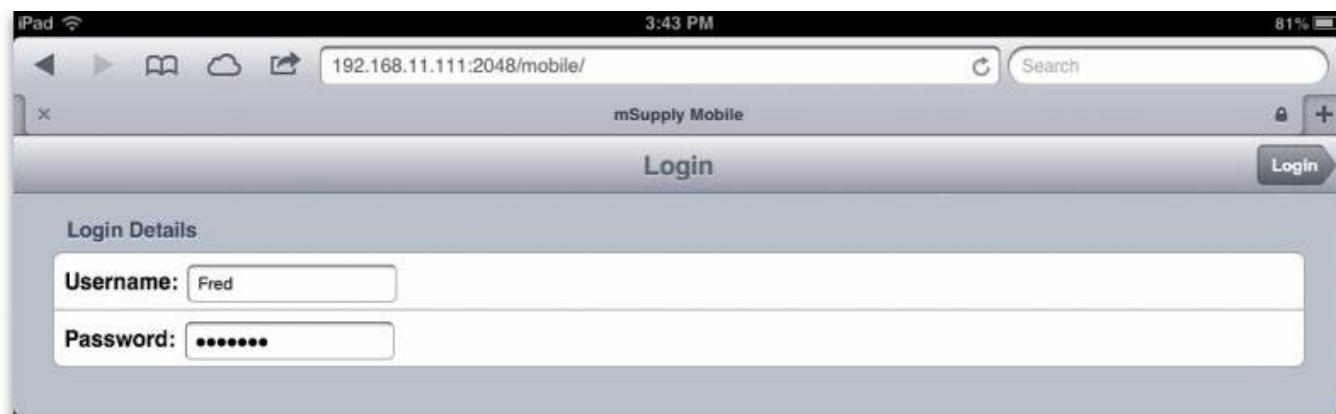 iPad 3:43 PM 81%
192.168.11.111:2048/mobile/ Search
mSupply Mobile
Login Login
Login Details
Username: Fred
Password: •••••••